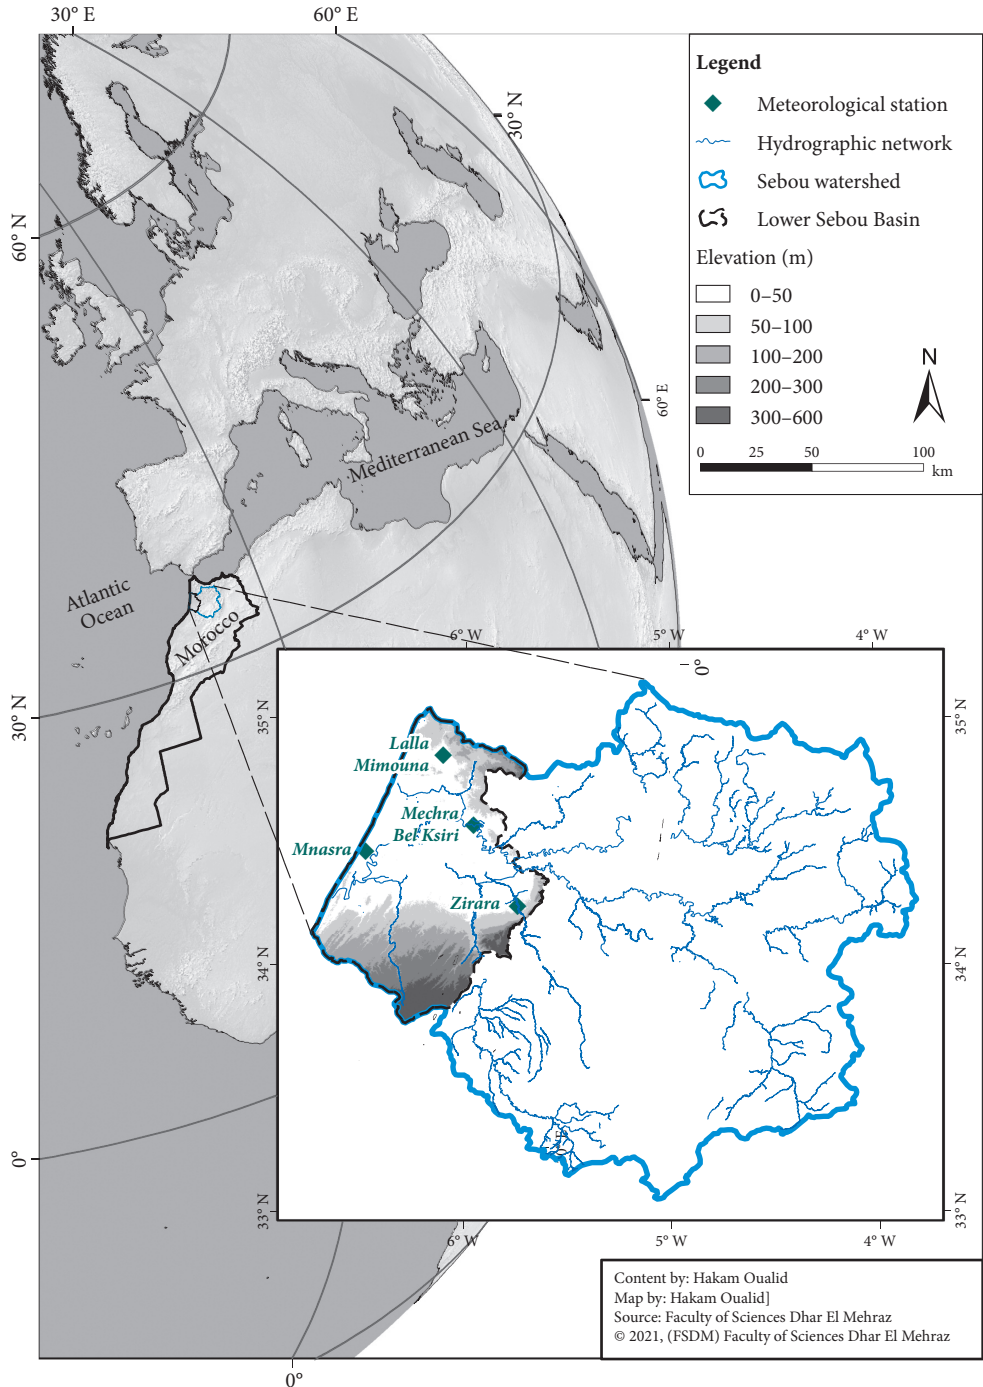 30° E
60° E
30° N
60° N
60° E
Legend
Meteorological station
Hydrographic network
Sebou watershed
Lower Sebou Basin
Elevation (m)
0–50
50–100
100–200
200–300
300–600
N
0
25
50
100
km
Mediterranean Sea
Atlantic
Ocean
Morocco
30° N
0°
6° W
5° W
4° W
0°
35° N
35° N
Lalla
Mimouna
Mechra
Bel Ksiri
Mnasra
Zirara
34° N
34° N
33° N
33° N
6° W
5° W
4° W
0°
Content by: Hakam Oualid
Map by: Hakam Oualid]
Source: Faculty of Sciences Dhar El Mehraz
© 2021, (FSDM) Faculty of Sciences Dhar El Mehraz